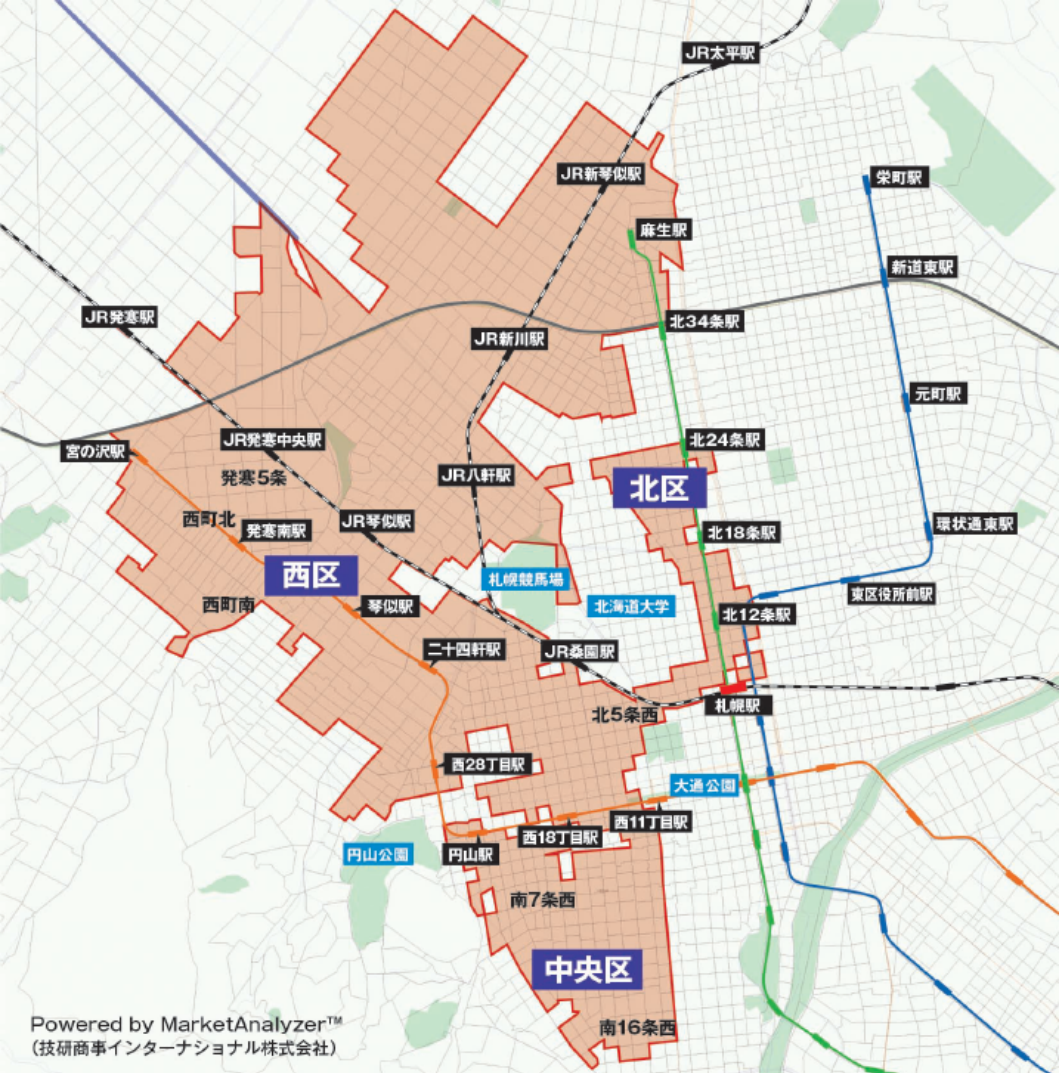 JR太平駅
JR新琴似駅
栄町駅
麻生駅
新道東駅
JR発寒駅
北34条駅
JR新川駅
元町駅
JR発寒中央駅
北24条駅
宮の沢駅
発寒5条
JR八軒駅
北区
西町北
JR琴似駅
発寒南駅
北18条駅
環状通東駅
西区
札幌競馬場
東区役所前駅
西町南
琴似駅
北海道大学
北12条駅
二十四軒駅
JR桑園駅
札幌駅
北5条西
西28丁目駅
大通公園
西11丁目駅
西18丁目駅
円山公園
円山駅
南7条西
中央区
南16条西
Powered by MarketAnalyzer™
(技研商事インターナショナル株式会社)